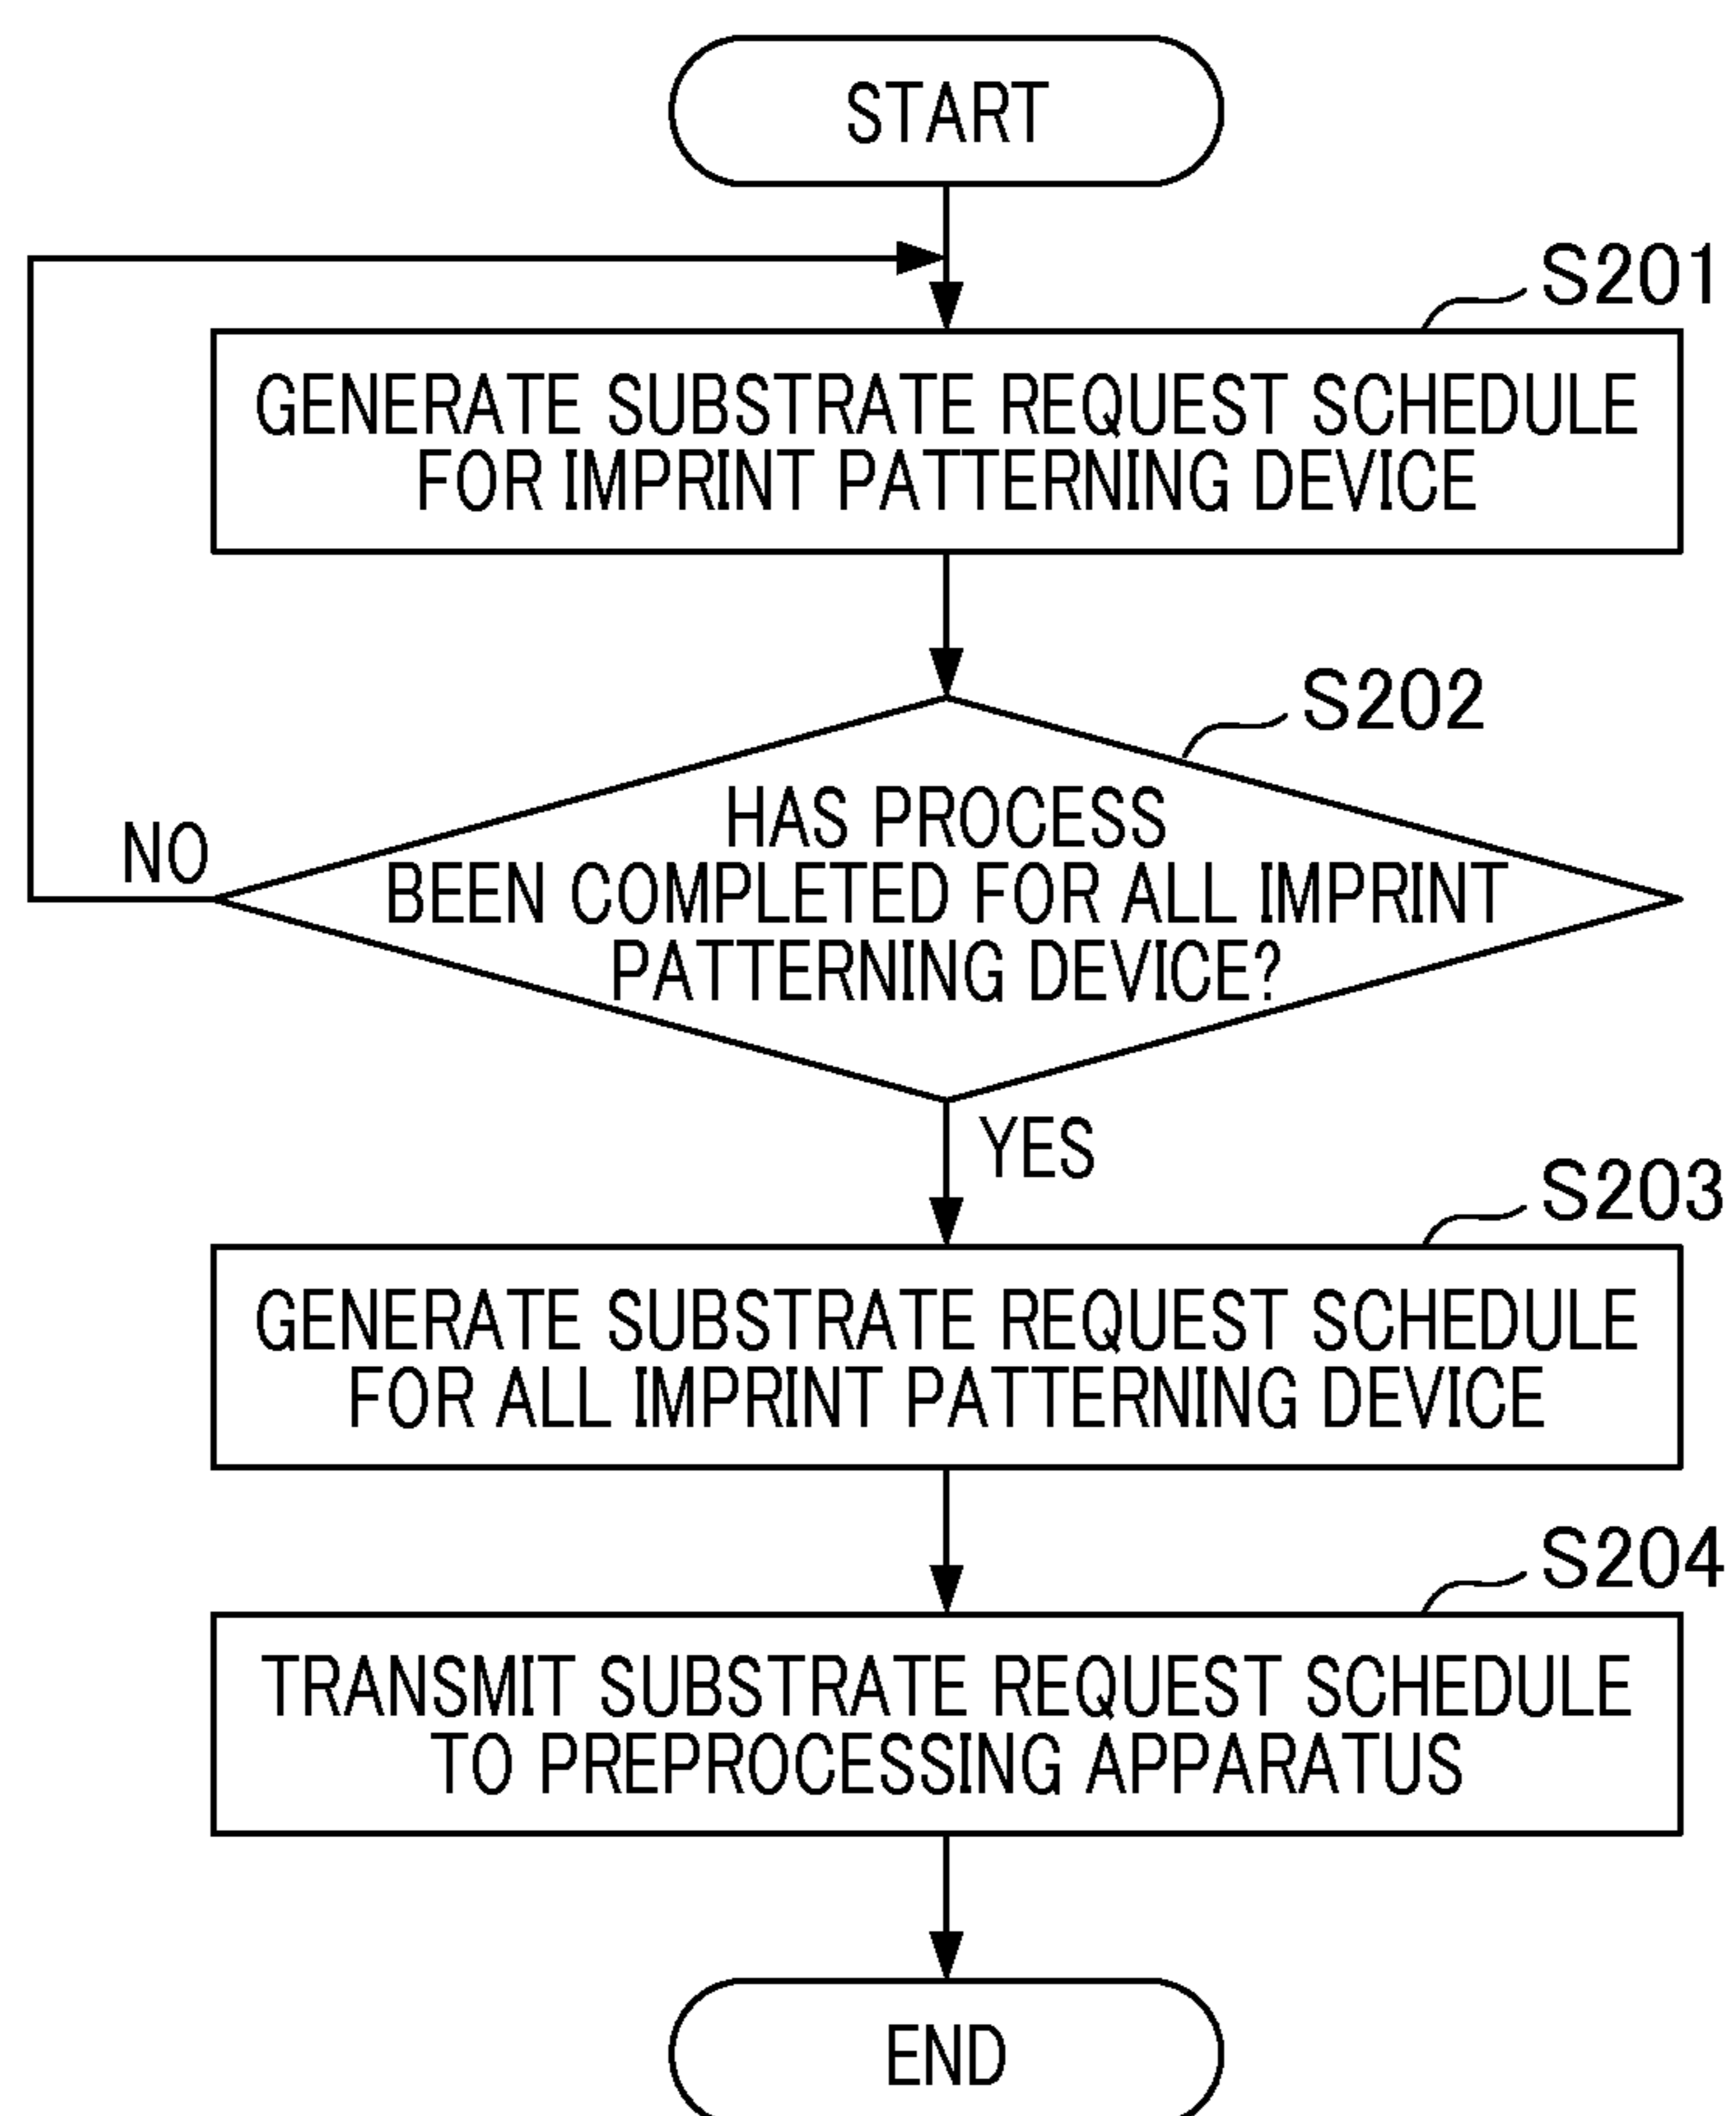 START
S201
GENERATE SUBSTRATE REQUEST SCHEDULE
FOR IMPRINT PATTERNING DEVICE
S202
HAS PROCESS
BEEN COMPLETED FOR ALL IMPRINT
PATTERNING DEVICE?
NO
YES
S203
GENERATE SUBSTRATE REQUEST SCHEDULE
FOR ALL IMPRINT PATTERNING DEVICE
S204
TRANSMIT SUBSTRATE REQUEST SCHEDULE
TO PREPROCESSING APPARATUS
END